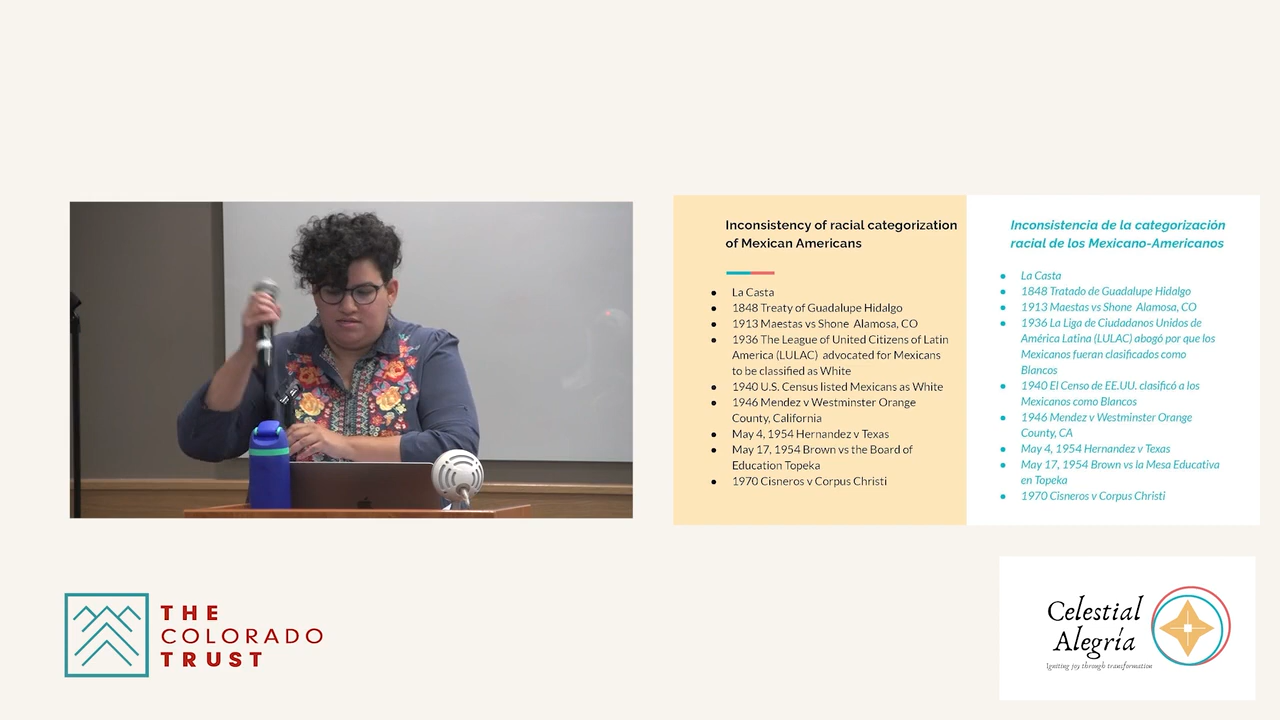 Inconsistency of racial categorization
of Mexican Americans
La Casta
1848 Treaty of Guadalupe Hidalgo
1913 Maestas vs Shone Alamosa, CO
1936 The League of United Citizens of Latin
America (LULAC) advocated for Mexicans
to be classified as White
1940 U.S. Census listed Mexicans as White
1946 Mendez v Westminster Orange
County, California
May 4, 1954 Hernandez v Texas
May 17, 1954 Brown vs the Board of
Education Topeka
1970 Cisneros v Corpus Christi
Inconsistencia de la categorización
racial de los Mexicano-Americanos
La Casta
1848 Tratado de Guadalupe Hidalgo
1913 Maestas vs Shone Alamosa, CO
1936 La Liga de Ciudadanos Unidos de
América Latina (LULAC) abogó por que los
Mexicanos fueran clasificados como
Blancos
1940 El Censo de EE.UU. clasificó a los
Mexicanos como Blancos
1946 Mendez v Westminster Orange
County, CA
May 4, 1954 Hernandez v Texas
May 17, 1954 Brown vs la Mesa Educativa
en Topeka
1970 Cisneros v Corpus Christi
THE
COLORADO
TRUST
Celestial
Alegría
Igniting joy through transformation